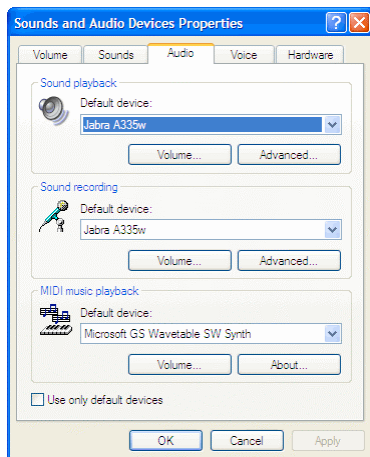 Sounds and Audio Devices Properties
Volume Sounds Audio Voice Hardware
Sound playback
Default device:
Jabra A335w
Volume... Advanced...
Sound recording
Default device:
Jabra A335w
Volume... Advanced...
MIDI music playback
Default device:
Microsoft GS Wavetable SW Synth
Volume... About...
Use only default devices
OK Cancel Apply